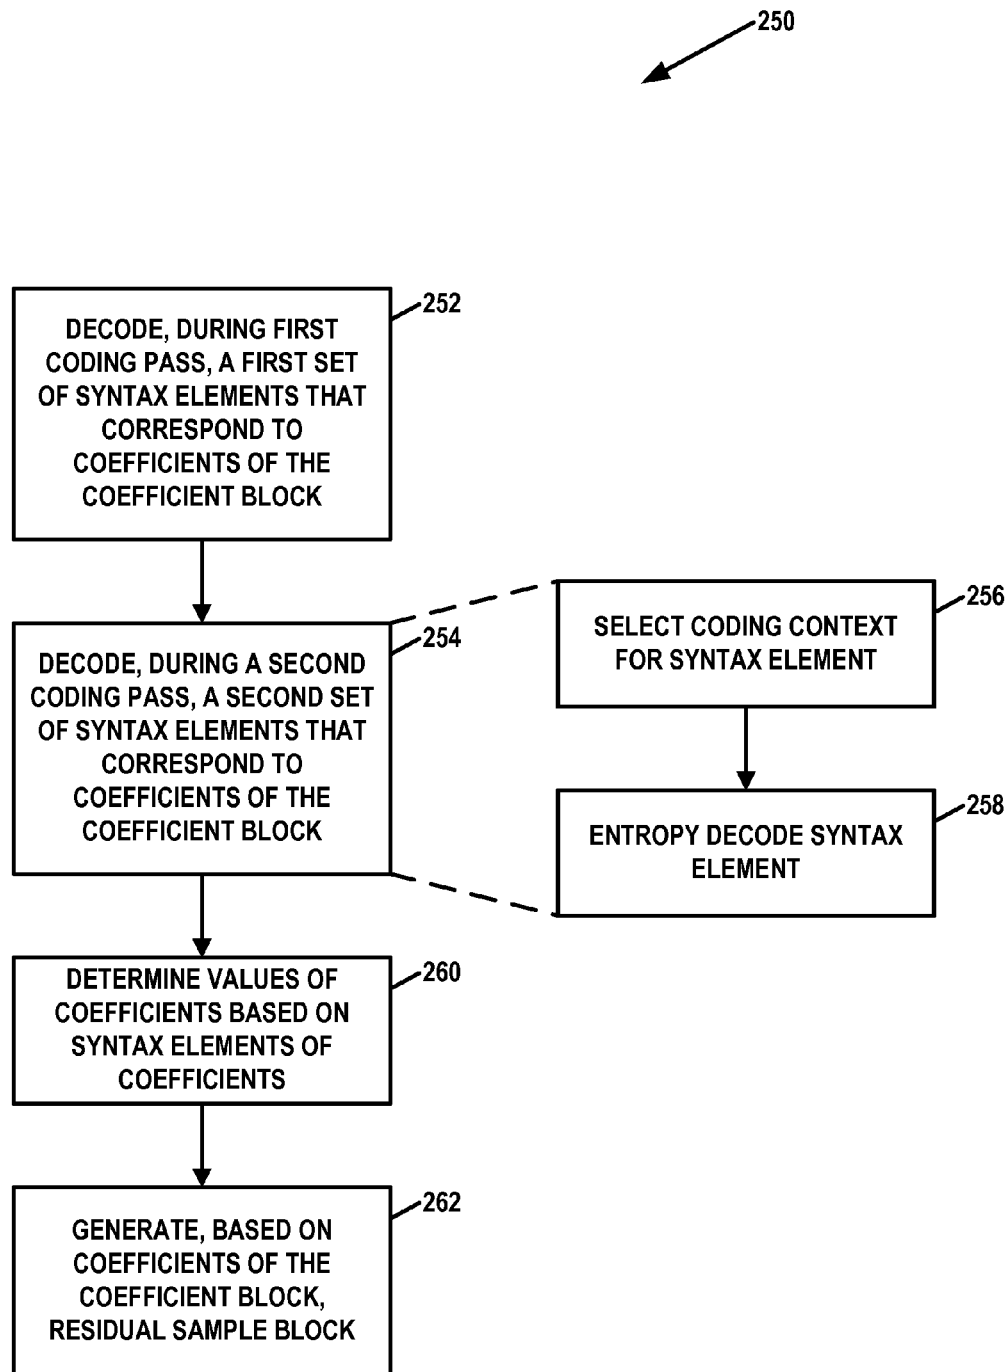 250
252
DECODE, DURING FIRST
CODING PASS, A FIRST SET
OF SYNTAX ELEMENTS THAT
CORRESPOND TO
COEFFICIENTS OF THE
COEFFICIENT BLOCK
254
DECODE, DURING A SECOND
CODING PASS, A SECOND SET
OF SYNTAX ELEMENTS THAT
CORRESPOND TO
COEFFICIENTS OF THE
COEFFICIENT BLOCK
256
SELECT CODING CONTEXT
FOR SYNTAX ELEMENT
258
ENTROPY DECODE SYNTAX
ELEMENT
260
DETERMINE VALUES OF
COEFFICIENTS BASED ON
SYNTAX ELEMENTS OF
COEFFICIENTS
262
GENERATE, BASED ON
COEFFICIENTS OF THE
COEFFICIENT BLOCK,
RESIDUAL SAMPLE BLOCK